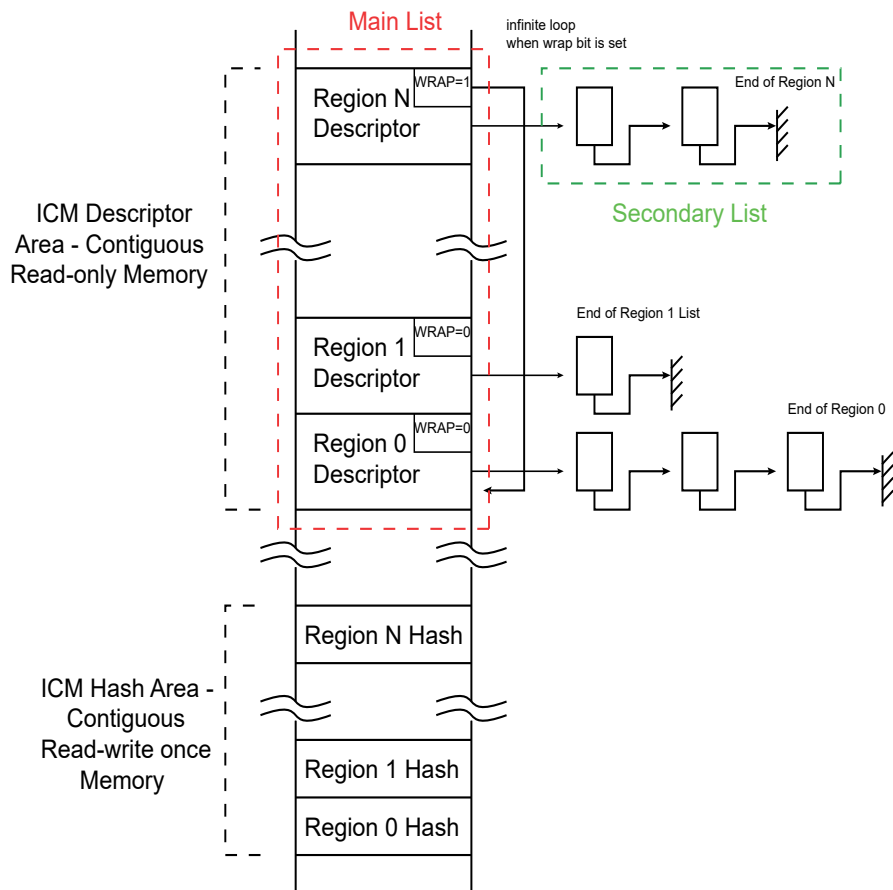 Main List
infinite loop
when wrap bit is set
WRAP=1
Region N
Descriptor
End of Region N
Secondary List
ICM Descriptor
Area - Contiguous
Read-only Memory
End of Region 1 List
WRAP=0
Region 1
Descriptor
End of Region 0
WRAP=0
Region 0
Descriptor
Region N Hash
ICM Hash Area -
Contiguous
Read-write once
Memory
Region 1 Hash
Region 0 Hash